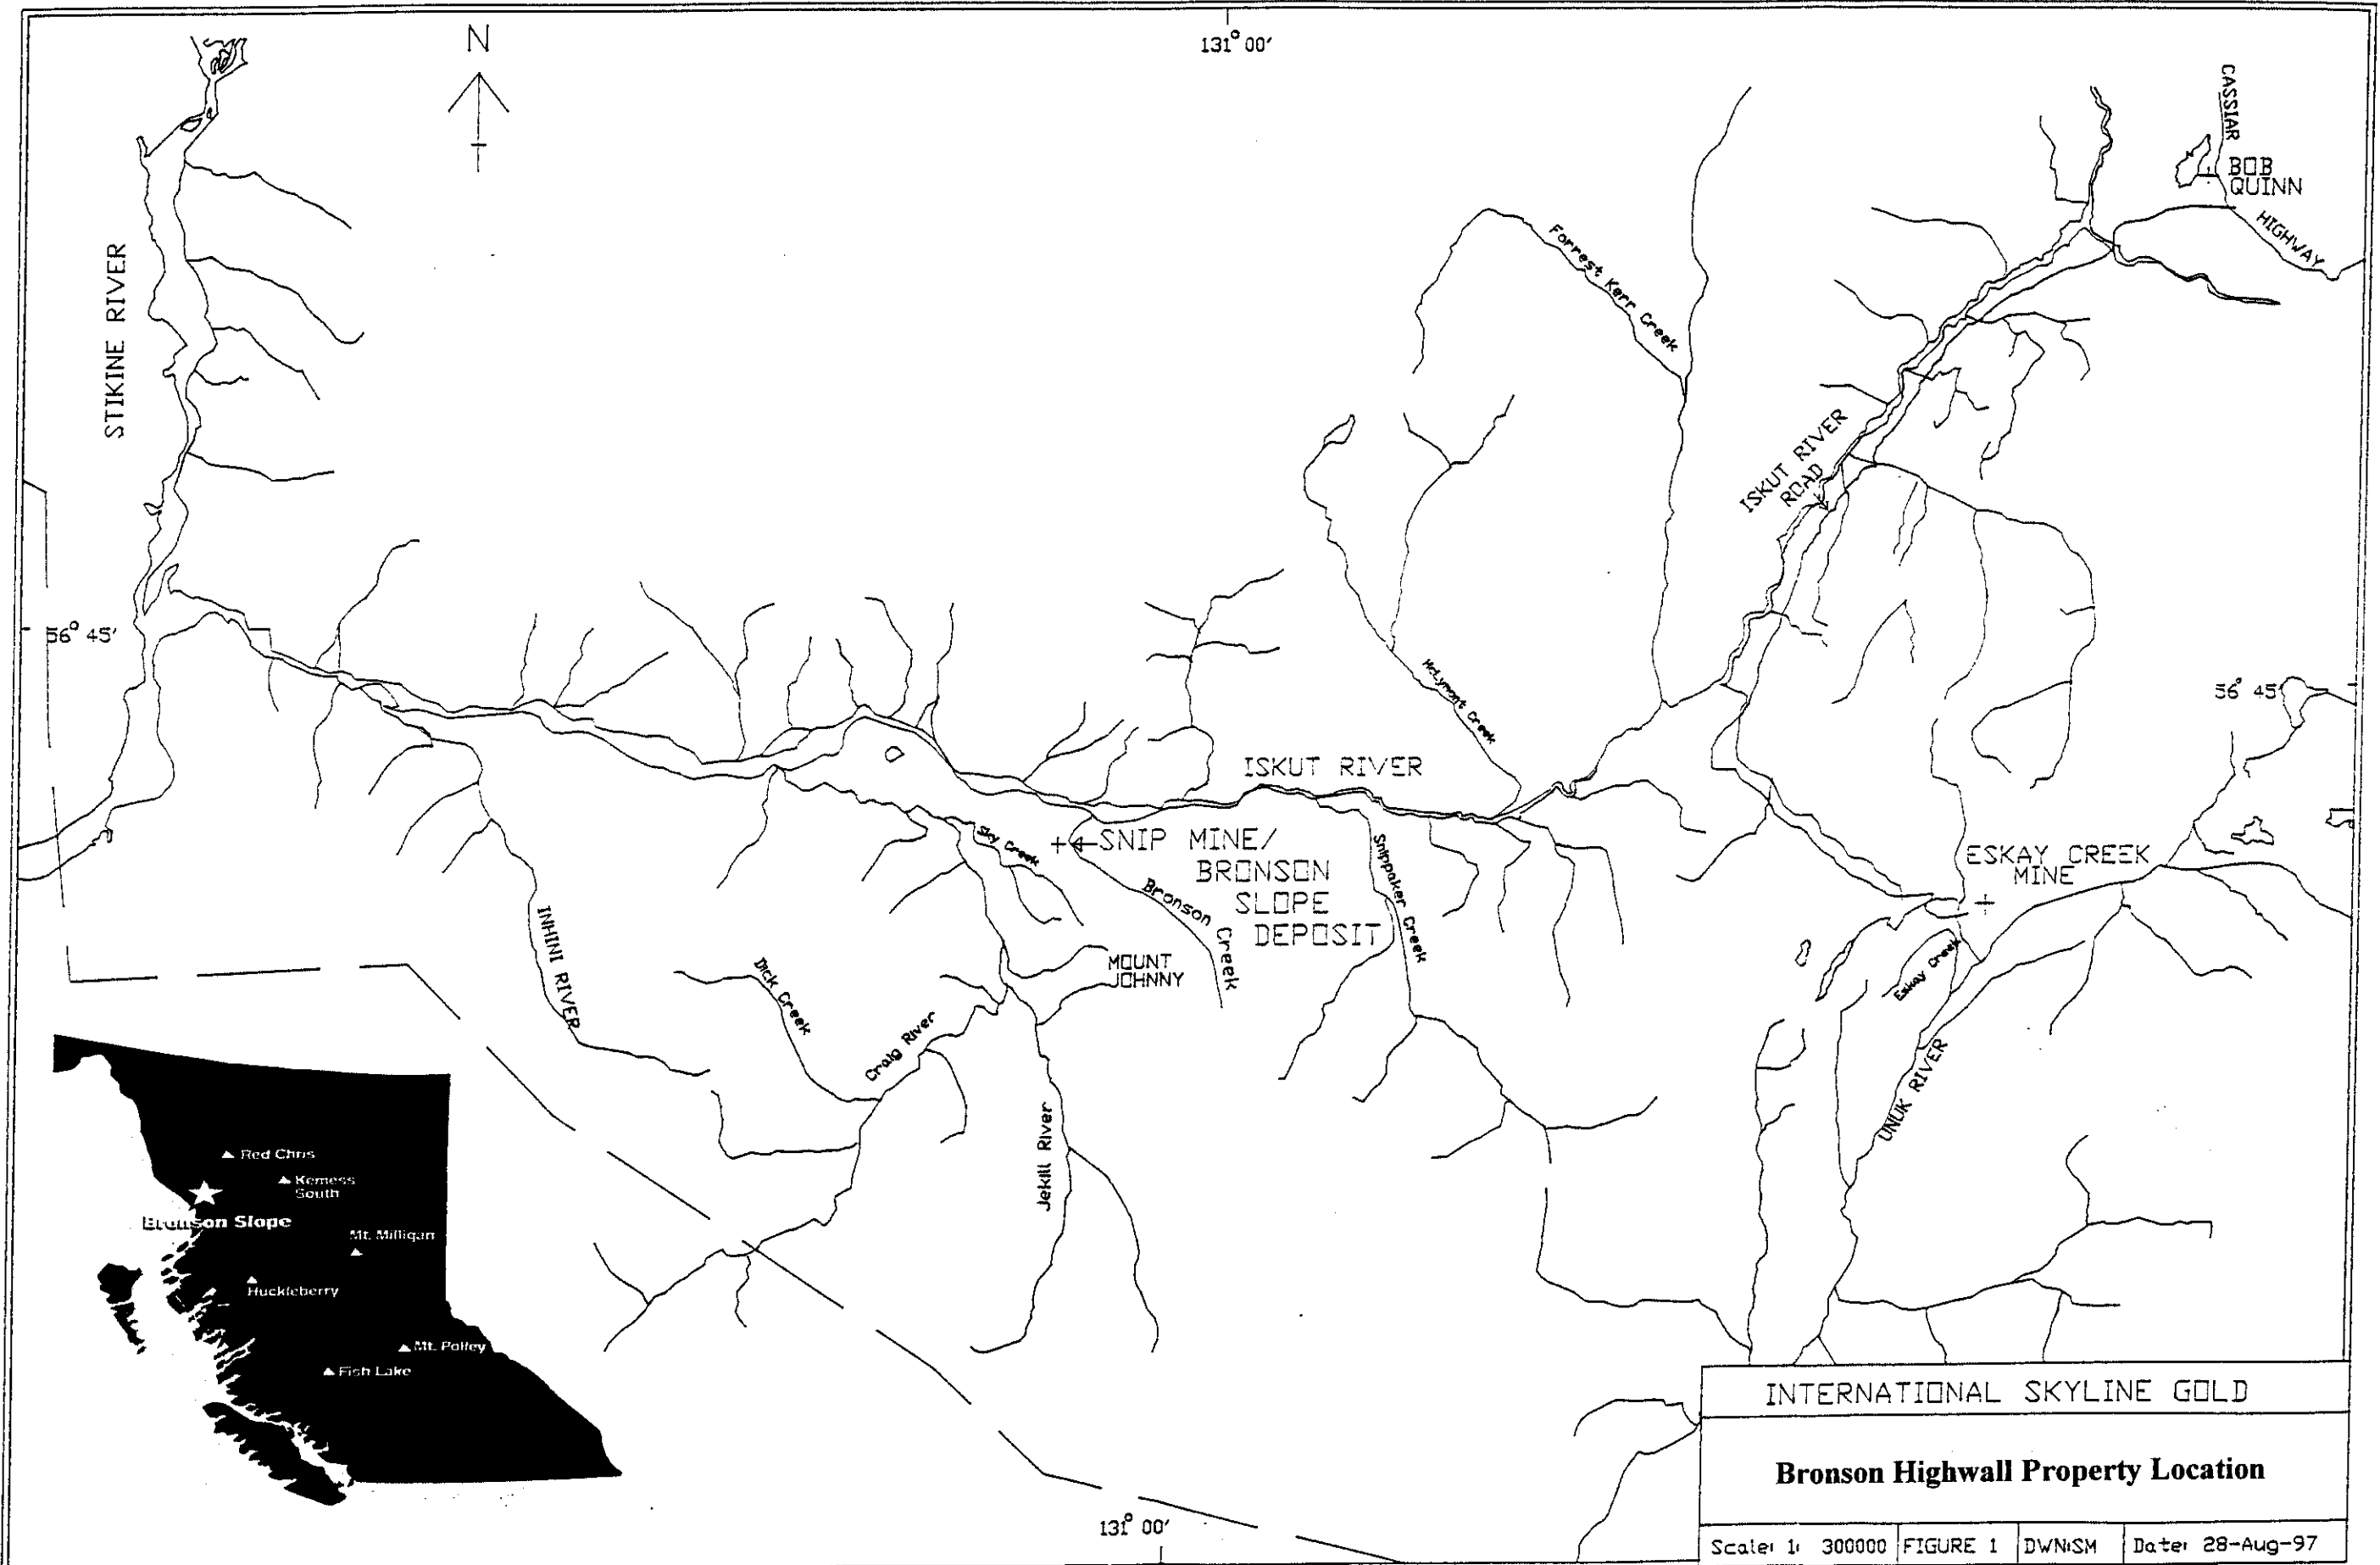 N
131° 00'
CASSIAR
BOB
QUINN
HIGHWAY
STIKINE RIVER
Forrest Kerr Creek
ISKUT RIVER
ROAD
56° 45'
56° 45'
McLymont Creek
ISKUT RIVER
SNIP MINE/
BRONSON
SLOPE
DEPOSIT
Sky Creek
Bronson Creek
Snippaker Creek
ESKAY CREEK
MINE
INHINI RIVER
Dick Creek
Craig River
MOUNT
JOHNNY
Eskay Creek
UNUK RIVER
Jekill River
Red Chris
Kemess
South
Bronson Slope
Mt. Milligan
Huckleberry
Mt. Polley
Fish Lake
131° 00'
INTERNATIONAL SKYLINE GOLD
Bronson Highwall Property Location
Scale: 1: 300000 FIGURE 1 DWN:SM Date: 28-Aug-97